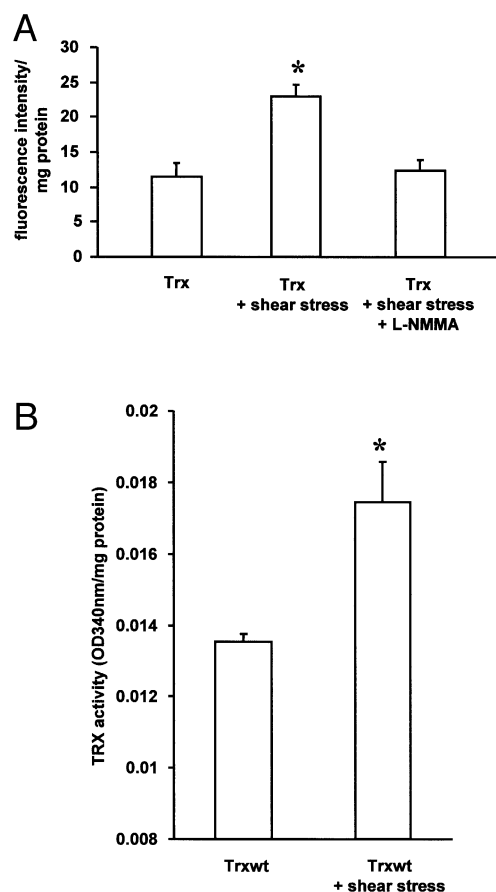 A
fluorescence intensity/
mg protein
30
25
20
15
10
5
0
*
Trx
Trx
+ shear stress
Trx
+ shear stress
+ L-NMMA
B
TRX activity (OD340nm/mg protein)
0.02
0.018
0.016
0.014
0.012
0.01
0.008
*
Trxwt
Trxwt
+ shear stress